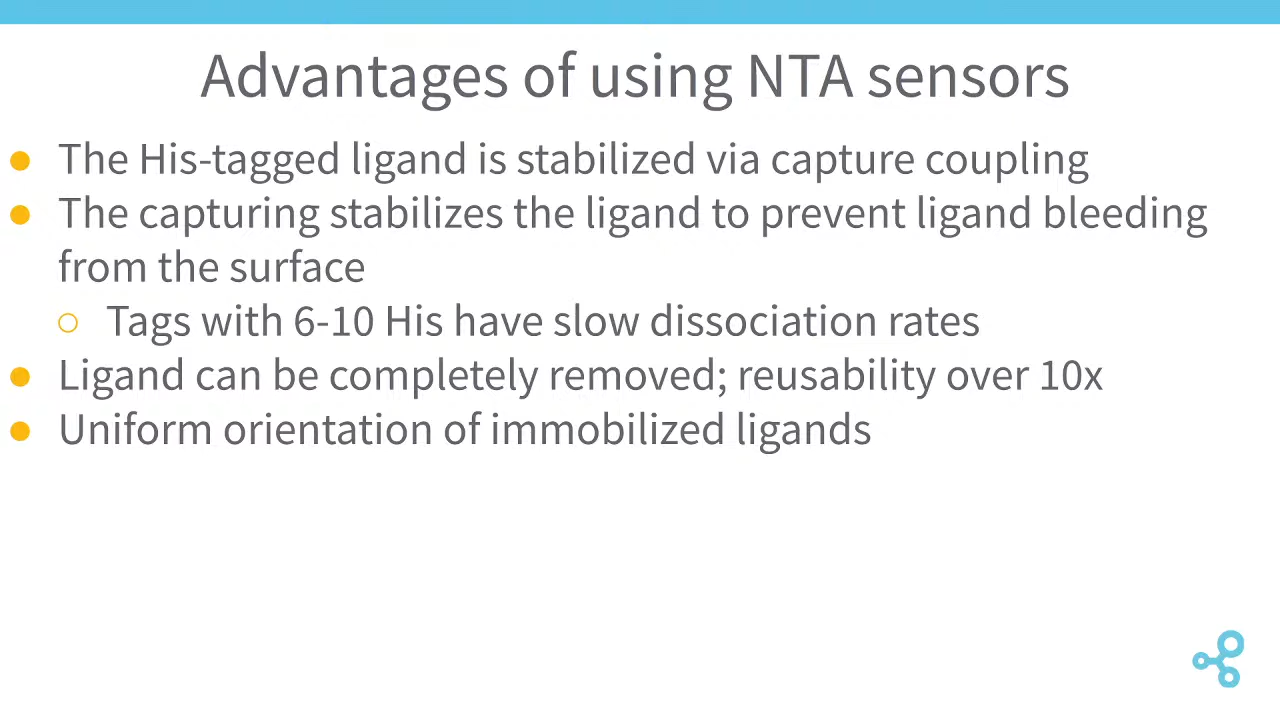 Advantages of using NTA sensors
● The His-tagged ligand is stabilized via capture coupling
● The capturing stabilizes the ligand to prevent ligand bleeding
from the surface
○ Tags with 6-10 His have slow dissociation rates
● Ligand can be completely removed; reusability over 10x
● Uniform orientation of immobilized ligands